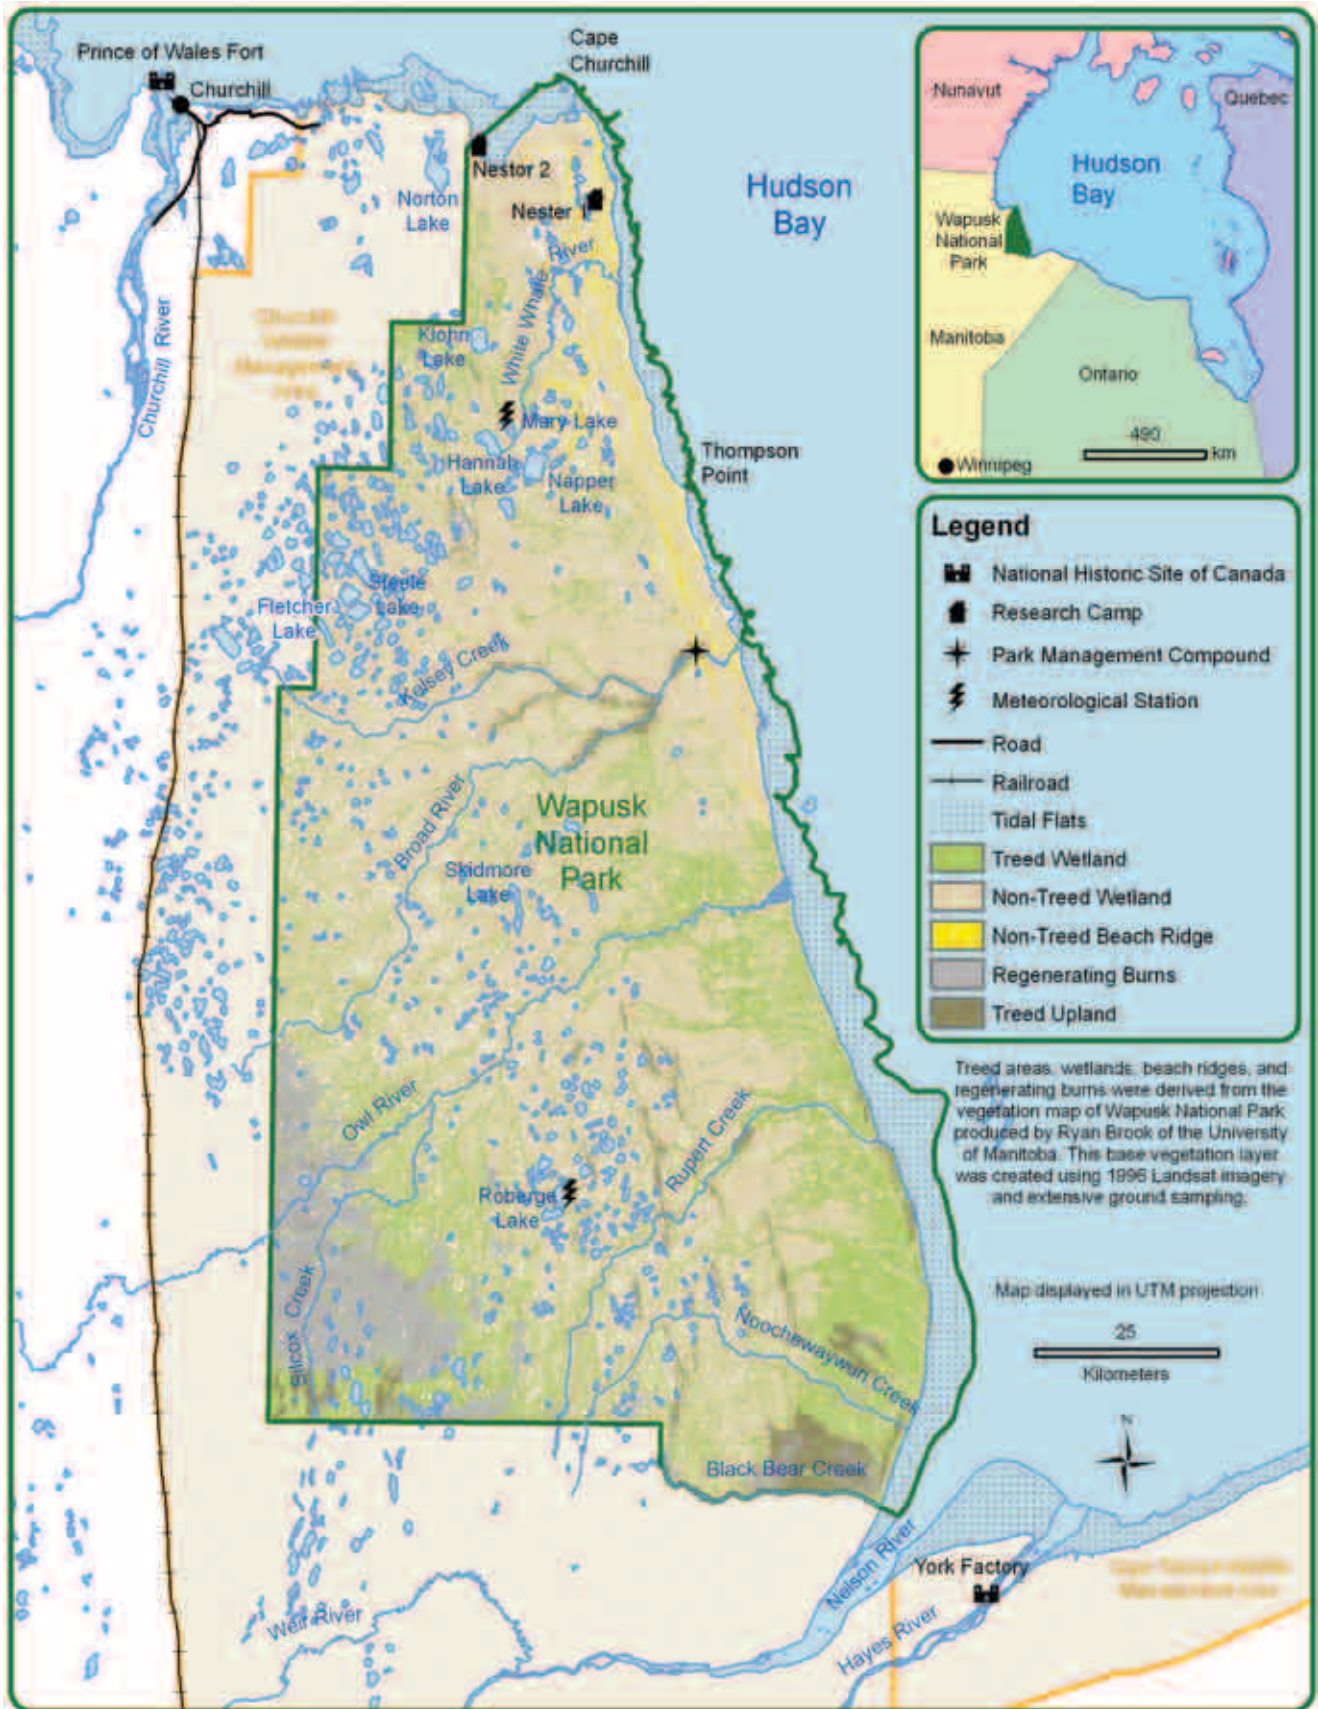 Prince of Wales Fort
Churchill
Cape
Churchill
Nestor 2
Nester 1
Norton
Lake
Hudson
Bay
River
White Whale
Klohn
Lake
Churchill River
Management
Mary Lake
Hannah
Lake
Napper
Lake
Thompson
Point
Steele
Lake
Fletcher
Lake
Kelsey Creek
Broad River
Wapusk
National
Park
Skidmore
Lake
Owl River
Rupert Creek
Roberge
Lake
Silcox Creek
Noochewaywun Creek
Black Bear Creek
Nelson River
York Factory
Hayes River
Weir River
Nunavut
Quebec
Hudson
Bay
Wapusk
National
Park
Manitoba
Ontario
490
km
Winnipeg
Legend
National Historic Site of Canada
Research Camp
Park Management Compound
Meteorological Station
Road
Railroad
Tidal Flats
Treed Wetland
Non-Treed Wetland
Non-Treed Beach Ridge
Regenerating Burns
Treed Upland
Treed areas, wetlands, beach ridges, and
regenerating burns were derived from the
vegetation map of Wapusk National Park
produced by Ryan Brook of the University
of Manitoba. This base vegetation layer
was created using 1996 Landsat imagery
and extensive ground sampling.
Map displayed in UTM projection
25
Kilometers
N